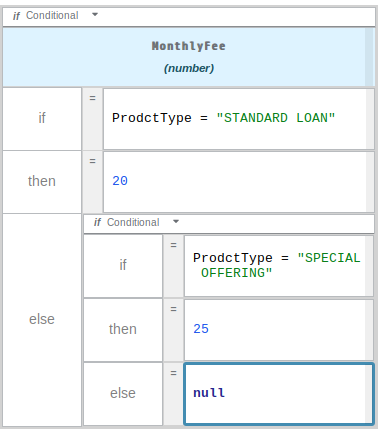 if Conditional
MonthlyFee
(number)
if
=
ProdctType = "STANDARD LOAN"
then
=
20
else
if Conditional
if
=
ProdctType = "SPECIAL
OFFERING"
then
=
25
else
=
null